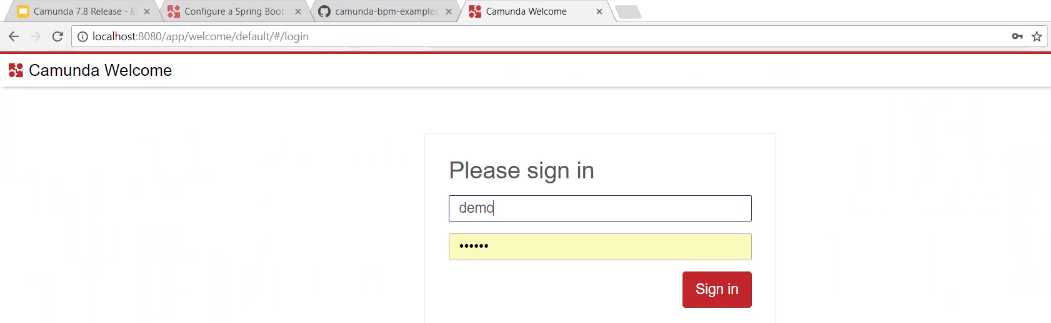 Camunda 7.8 Release - E
Configure a Spring Boot
camunda-bpm-examples
Camunda Welcome
localhost:8080/app/welcome/default/#/login
Camunda Welcome
Please sign in
demo
••••••
Sign in